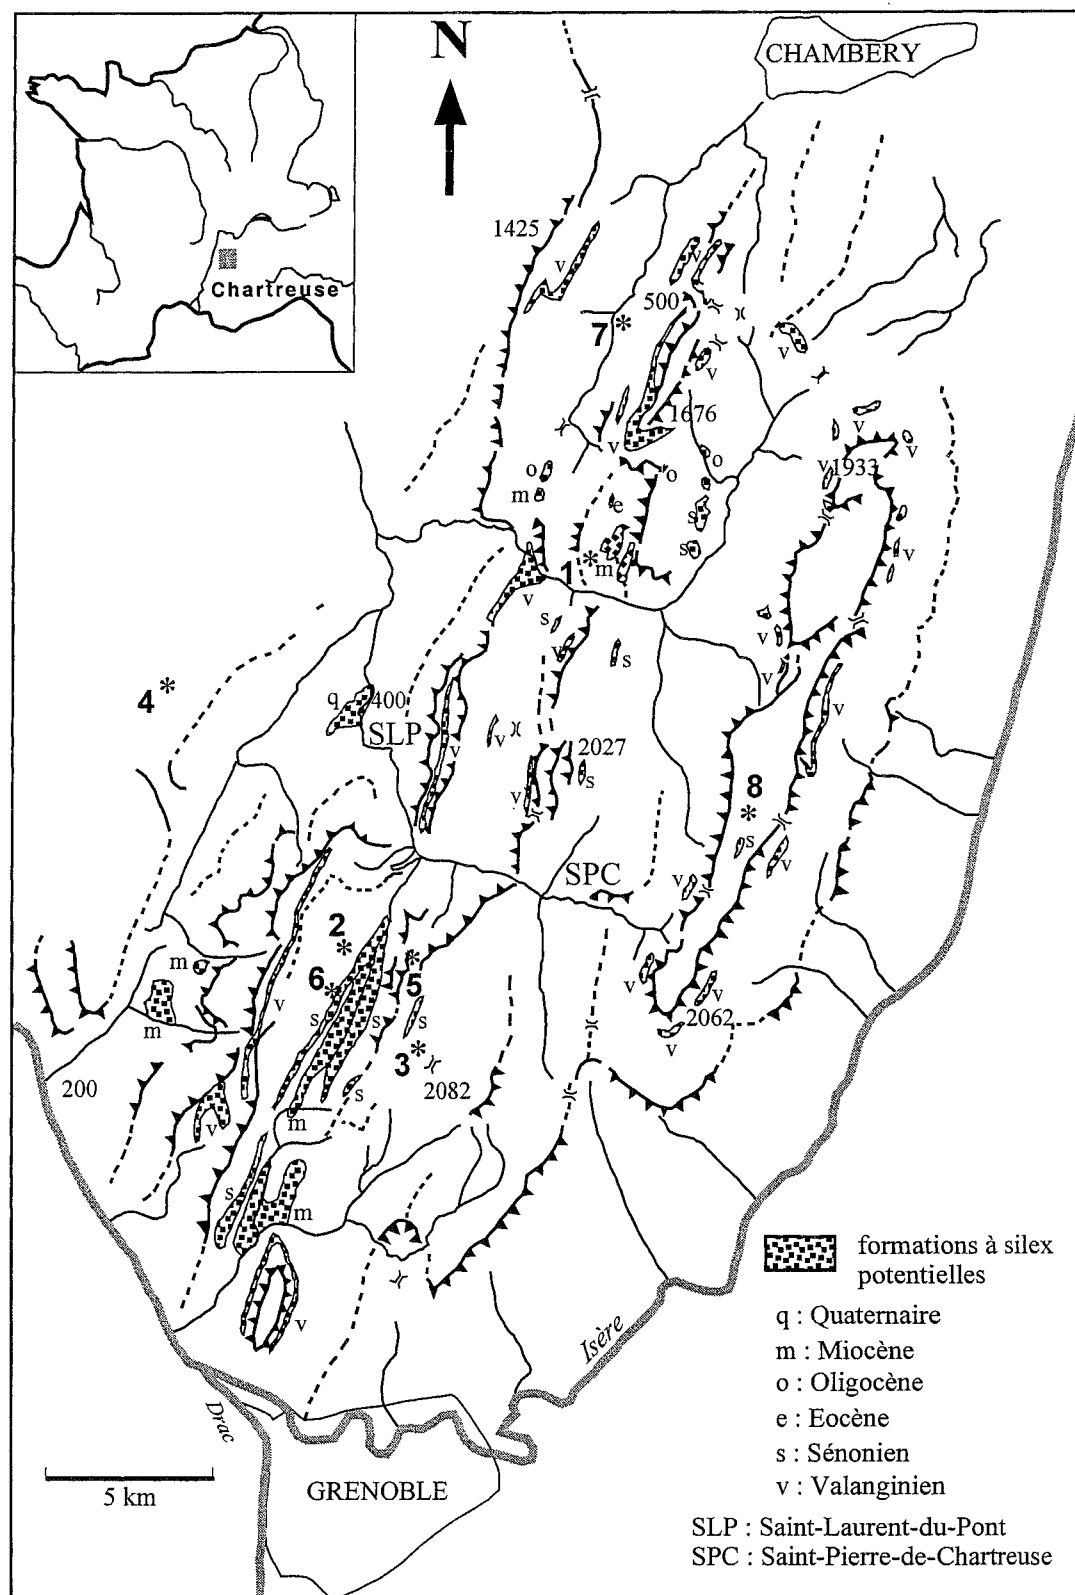 N
CHAMBERY
Chartreuse
1425
v
v
500
7*
v
v
1676
v
o
o
o
v
v
v1933
m
e
s
s
1*
m
v
v
s
v
s
v
v
4*
q
400
SLP
v
v
v
2027
s
v
8*
s
v
SPC
v
2*
m
6*
5*
v
m
s
s
s
v
v
2062
v
3*
200
s
2082
v
m
s
m
v
Isère
Drac
GRENOBLE
5 km
formations à silex
potentielles
q : Quaternaire
m : Miocène
o : Oligocène
e : Eocène
s : Sénonien
v : Valanginien
SLP : Saint-Laurent-du-Pont
SPC : Saint-Pierre-de-Chartreuse